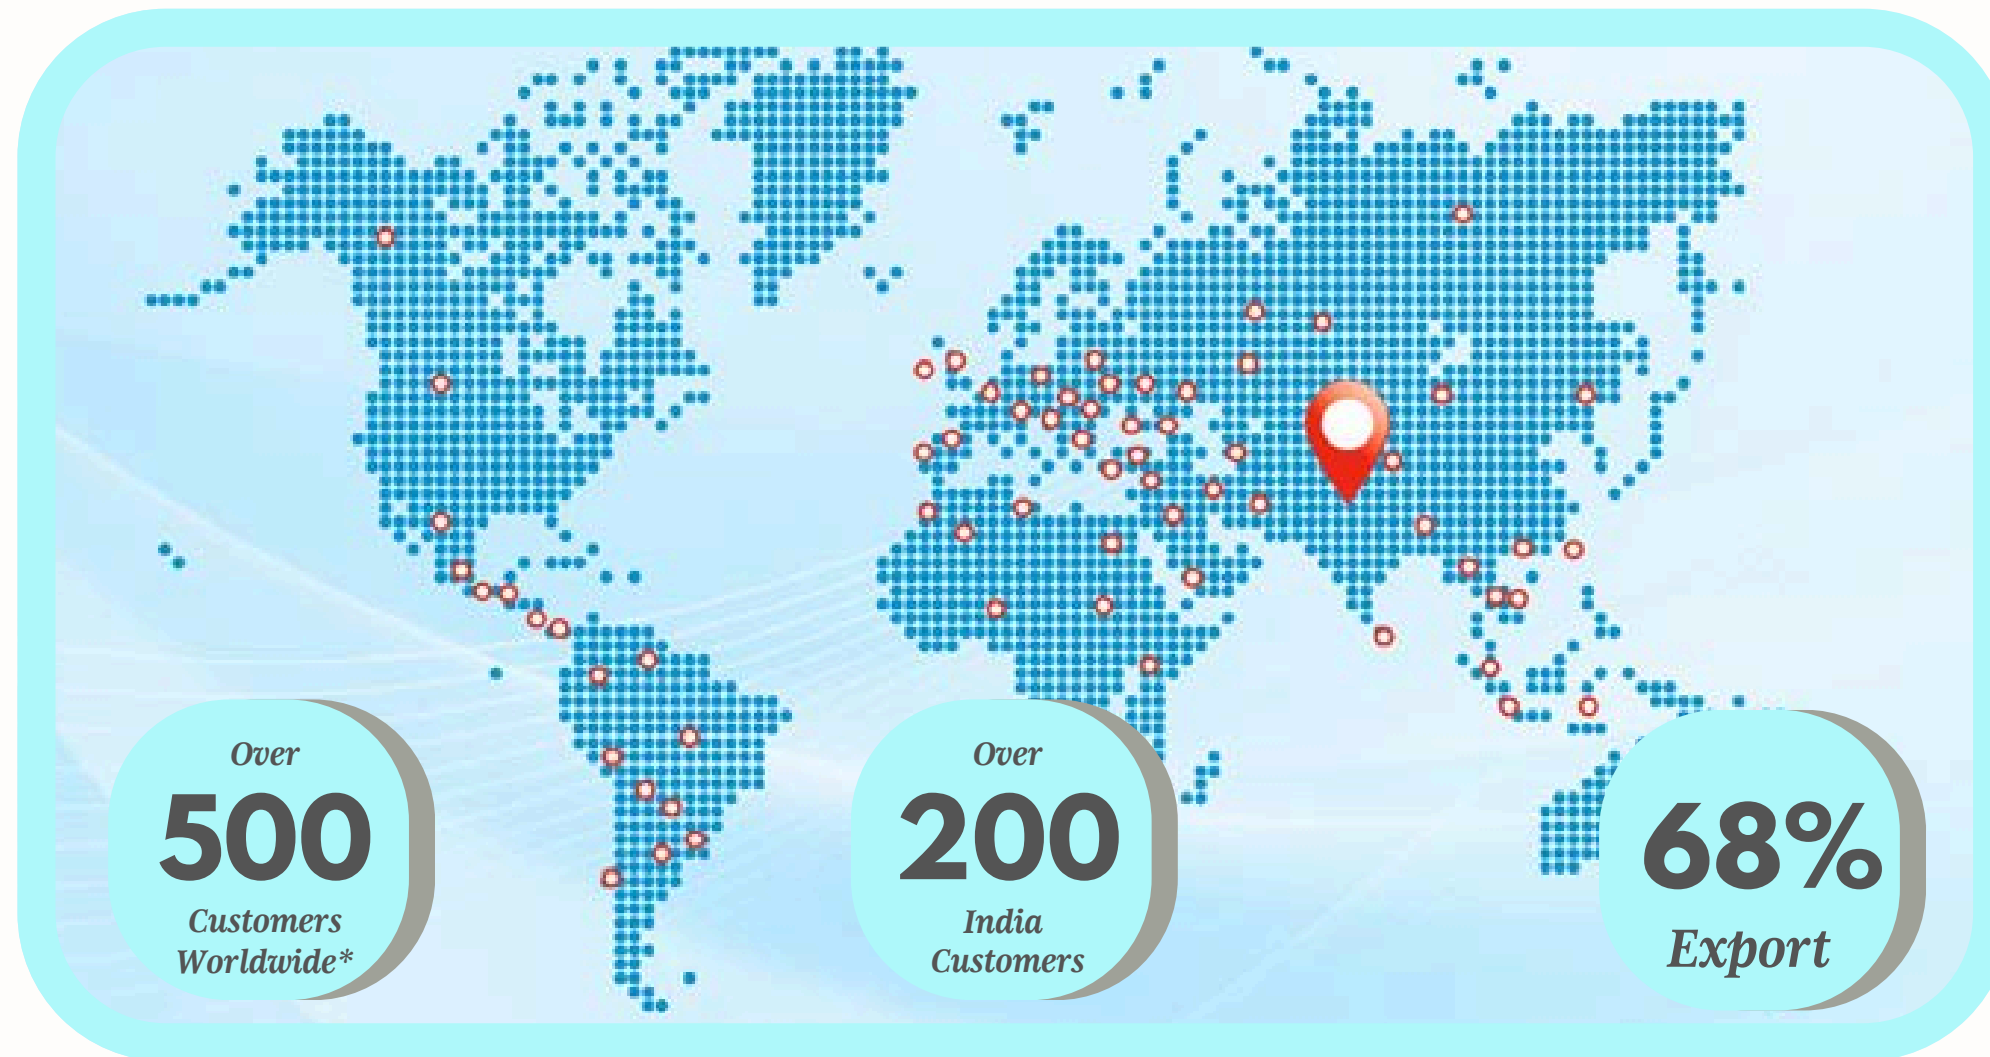 Over
500
Customers
Worldwide*
Over
200
India
Customers
68%
Export